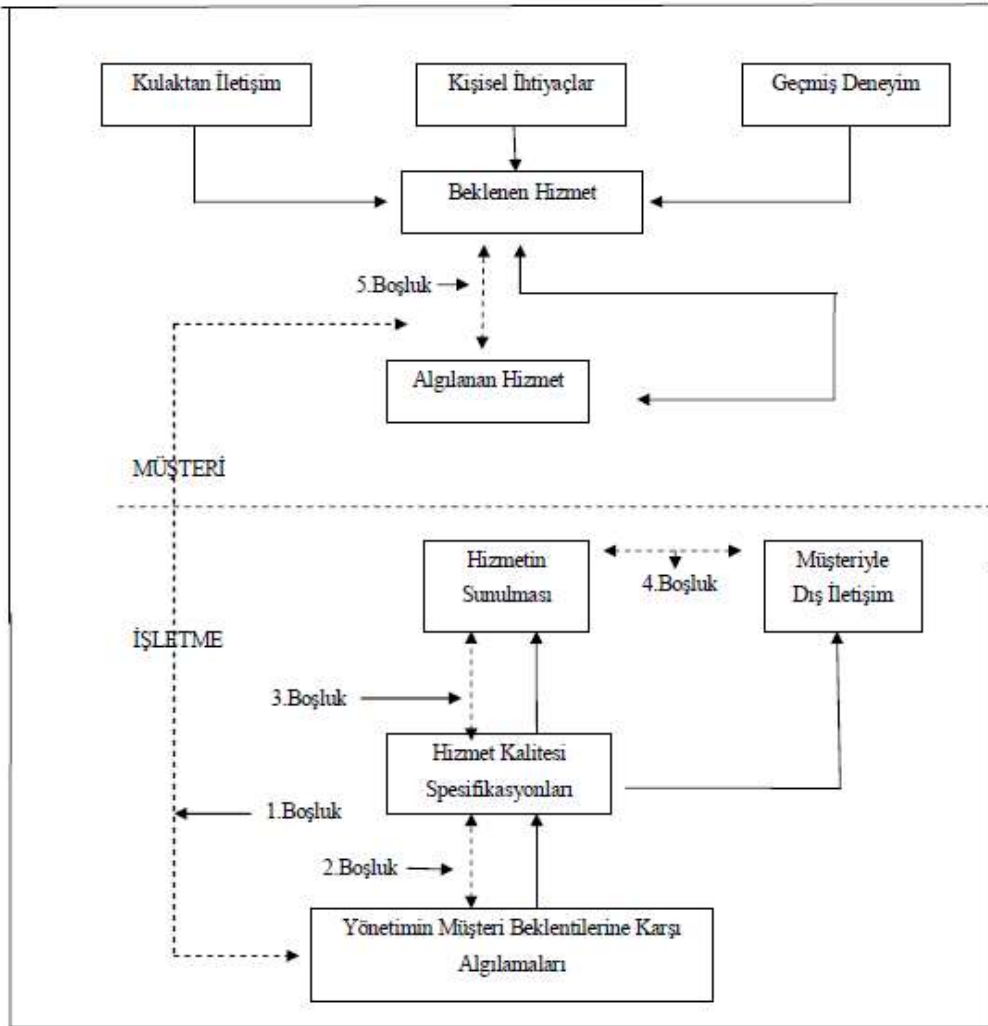 Kulaktan İletişim
Kişisel İhtiyaçlar
Geçmiş Deneyim
Beklenen Hizmet
5.Boşluk
Algılanan Hizmet
MÜŞTERİ
Hizmetin
Sunulması
4.Boşluk
Müşteriyle
Dış İletişim
İŞLETME
3.Boşluk
Hizmet Kalitesi
Spesifikasyonları
1.Boşluk
2.Boşluk
Yönetimin Müşteri Beklentilerine Karşı
Algılamaları